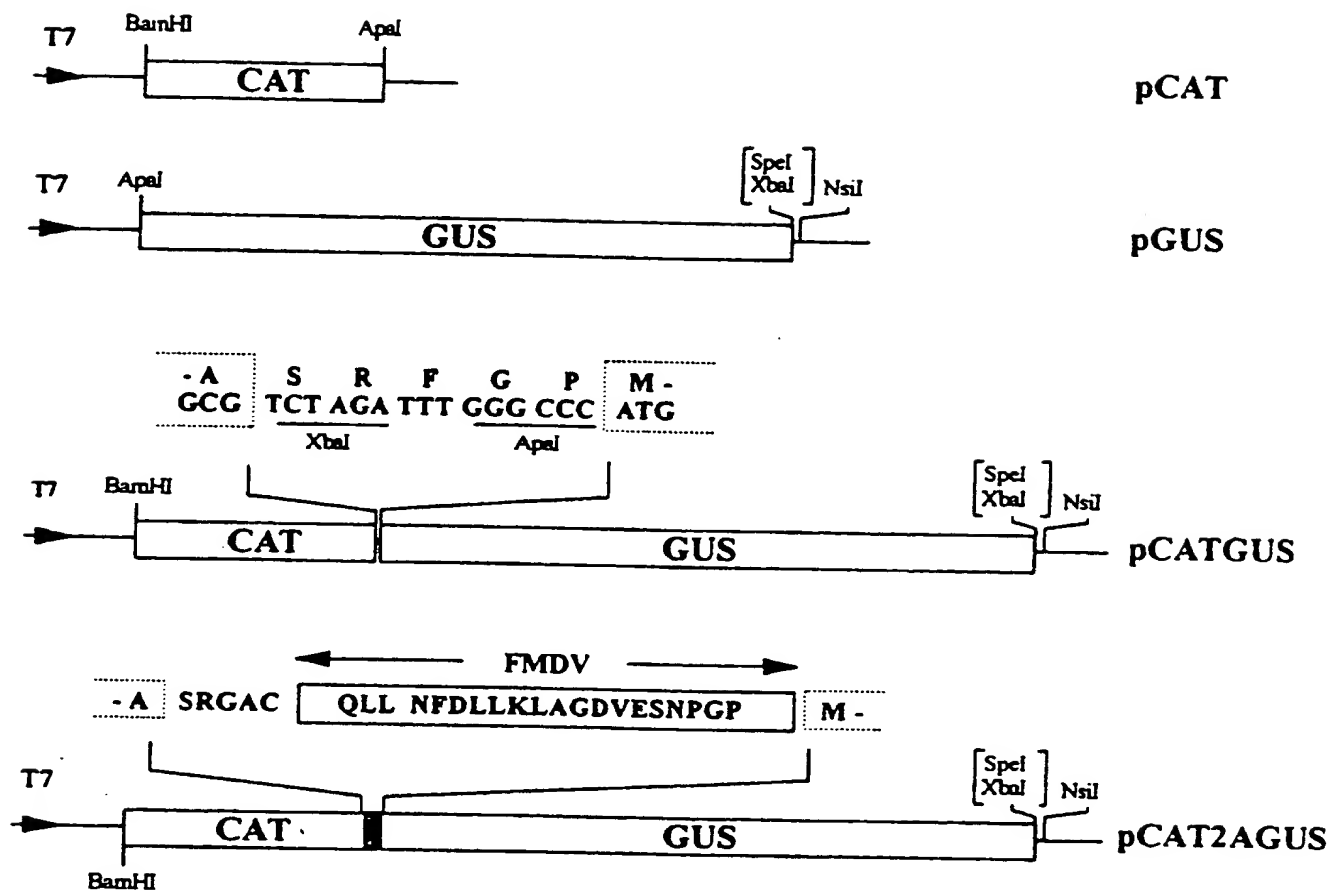 T7 BamHI ApaI
CAT
pCAT
T7 ApaI [SpeI XbaI] NsiI
GUS
pGUS
- A S R F G P M -
GCG TCT AGA TTT GGG CCC ATG
XbaI ApaI
T7 BamHI [SpeI XbaI] NsiI
CAT GUS
pCATGUS
FMDV
- A SRGAC QLL NFDLLKLAGDVESNPGP M -
T7 [SpeI XbaI] NsiI
CAT GUS
pCAT2AGUS
BamHI